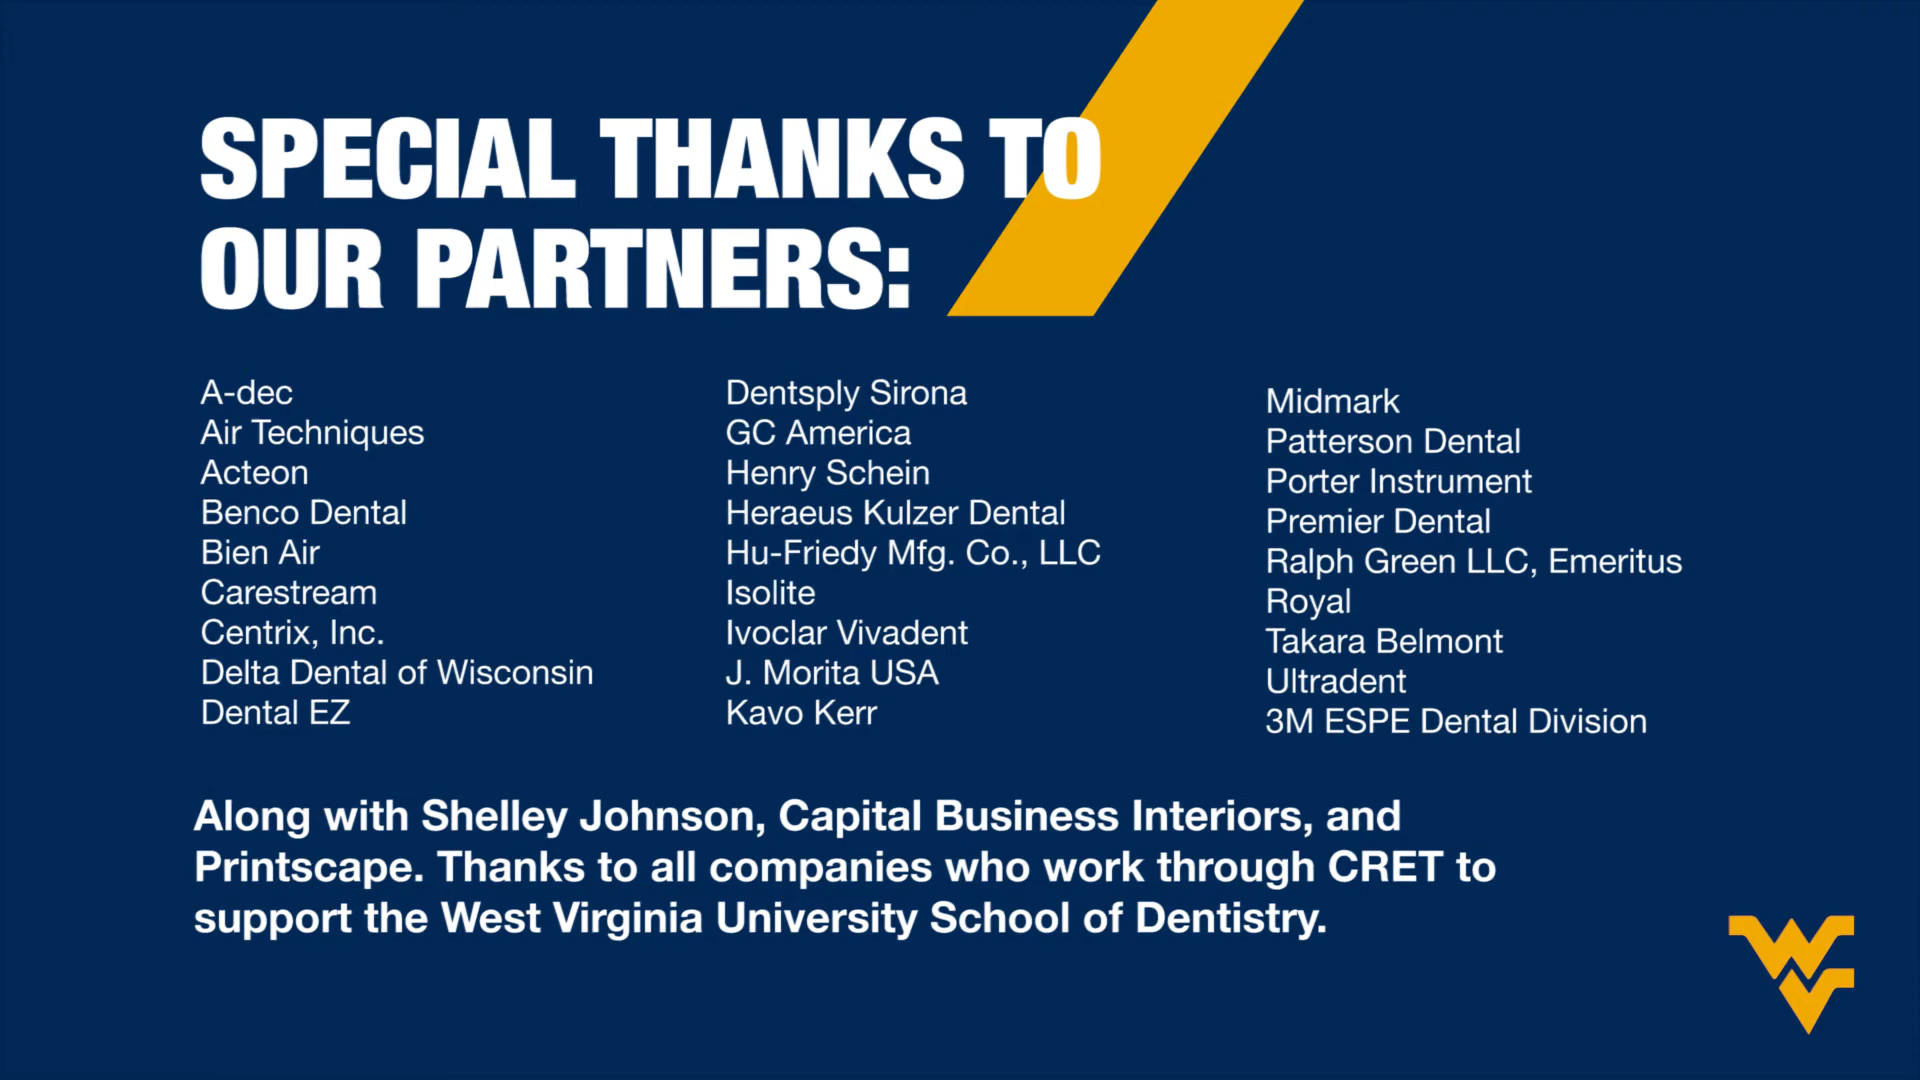 SPECIAL THANKS TO
OUR PARTNERS:
A-dec
Air Techniques
Acteon
Benco Dental
Bien Air
Carestream
Centrix, Inc.
Delta Dental of Wisconsin
Dental EZ
Dentsply Sirona
GC America
Henry Schein
Heraeus Kulzer Dental
Hu-Friedy Mfg. Co., LLC
Isolite
Ivoclar Vivadent
J. Morita USA
Kavo Kerr
Midmark
Patterson Dental
Porter Instrument
Premier Dental
Ralph Green LLC, Emeritus
Royal
Takara Belmont
Ultradent
3M ESPE Dental Division
Along with Shelley Johnson, Capital Business Interiors, and
Printscape. Thanks to all companies who work through CRET to
support the West Virginia University School of Dentistry.
WV